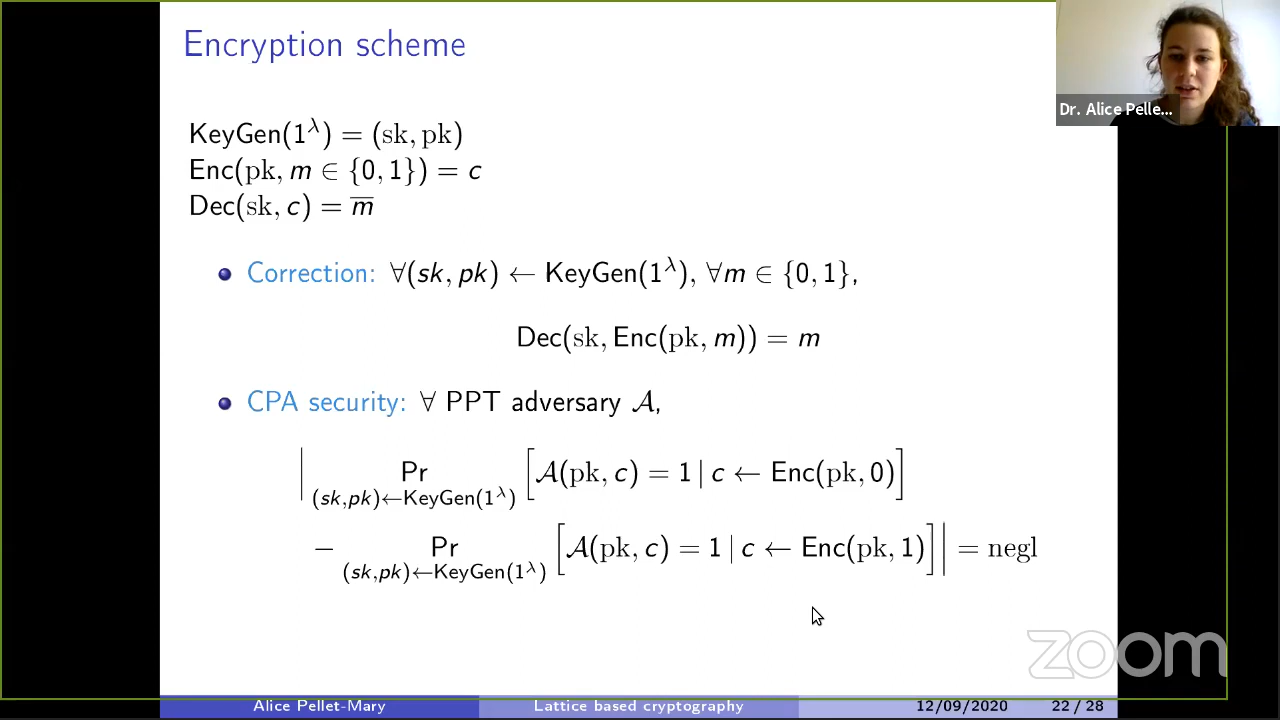 Encryption scheme
Dr. Alice Pelle...
KeyGen(1^λ) = (sk, pk)
Enc(pk, m ∈ {0, 1}) = c
Dec(sk, c) = m̅
Correction: ∀(sk, pk) ← KeyGen(1^λ), ∀m ∈ {0, 1},
Dec(sk, Enc(pk, m)) = m
CPA security: ∀ PPT adversary 𝒜,
| Pr [𝒜(pk, c) = 1 | c ← Enc(pk, 0)]
(sk,pk)←KeyGen(1^λ)
− Pr [𝒜(pk, c) = 1 | c ← Enc(pk, 1)]| = negl
(sk,pk)←KeyGen(1^λ)
zoom
Alice Pellet-Mary Lattice based cryptography 12/09/2020 22 / 28